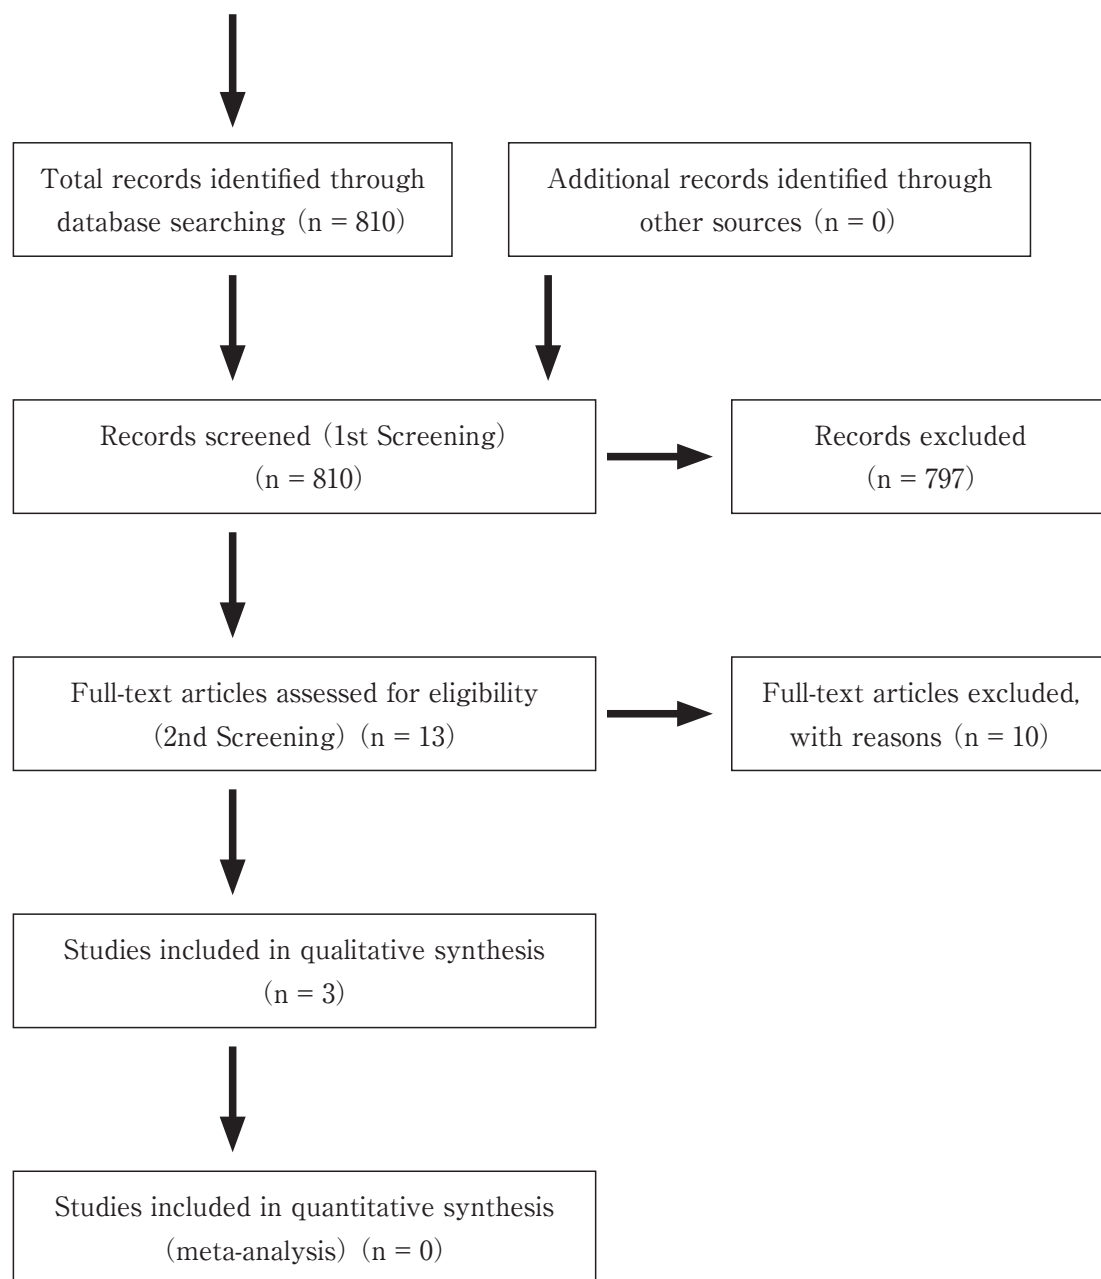 Total records identified through
database searching (n = 810)
Additional records identified through
other sources (n = 0)
Records screened (1st Screening)
(n = 810)
Records excluded
(n = 797)
Full-text articles assessed for eligibility
(2nd Screening) (n = 13)
Full-text articles excluded,
with reasons (n = 10)
Studies included in qualitative synthesis
(n = 3)
Studies included in quantitative synthesis
(meta-analysis) (n = 0)